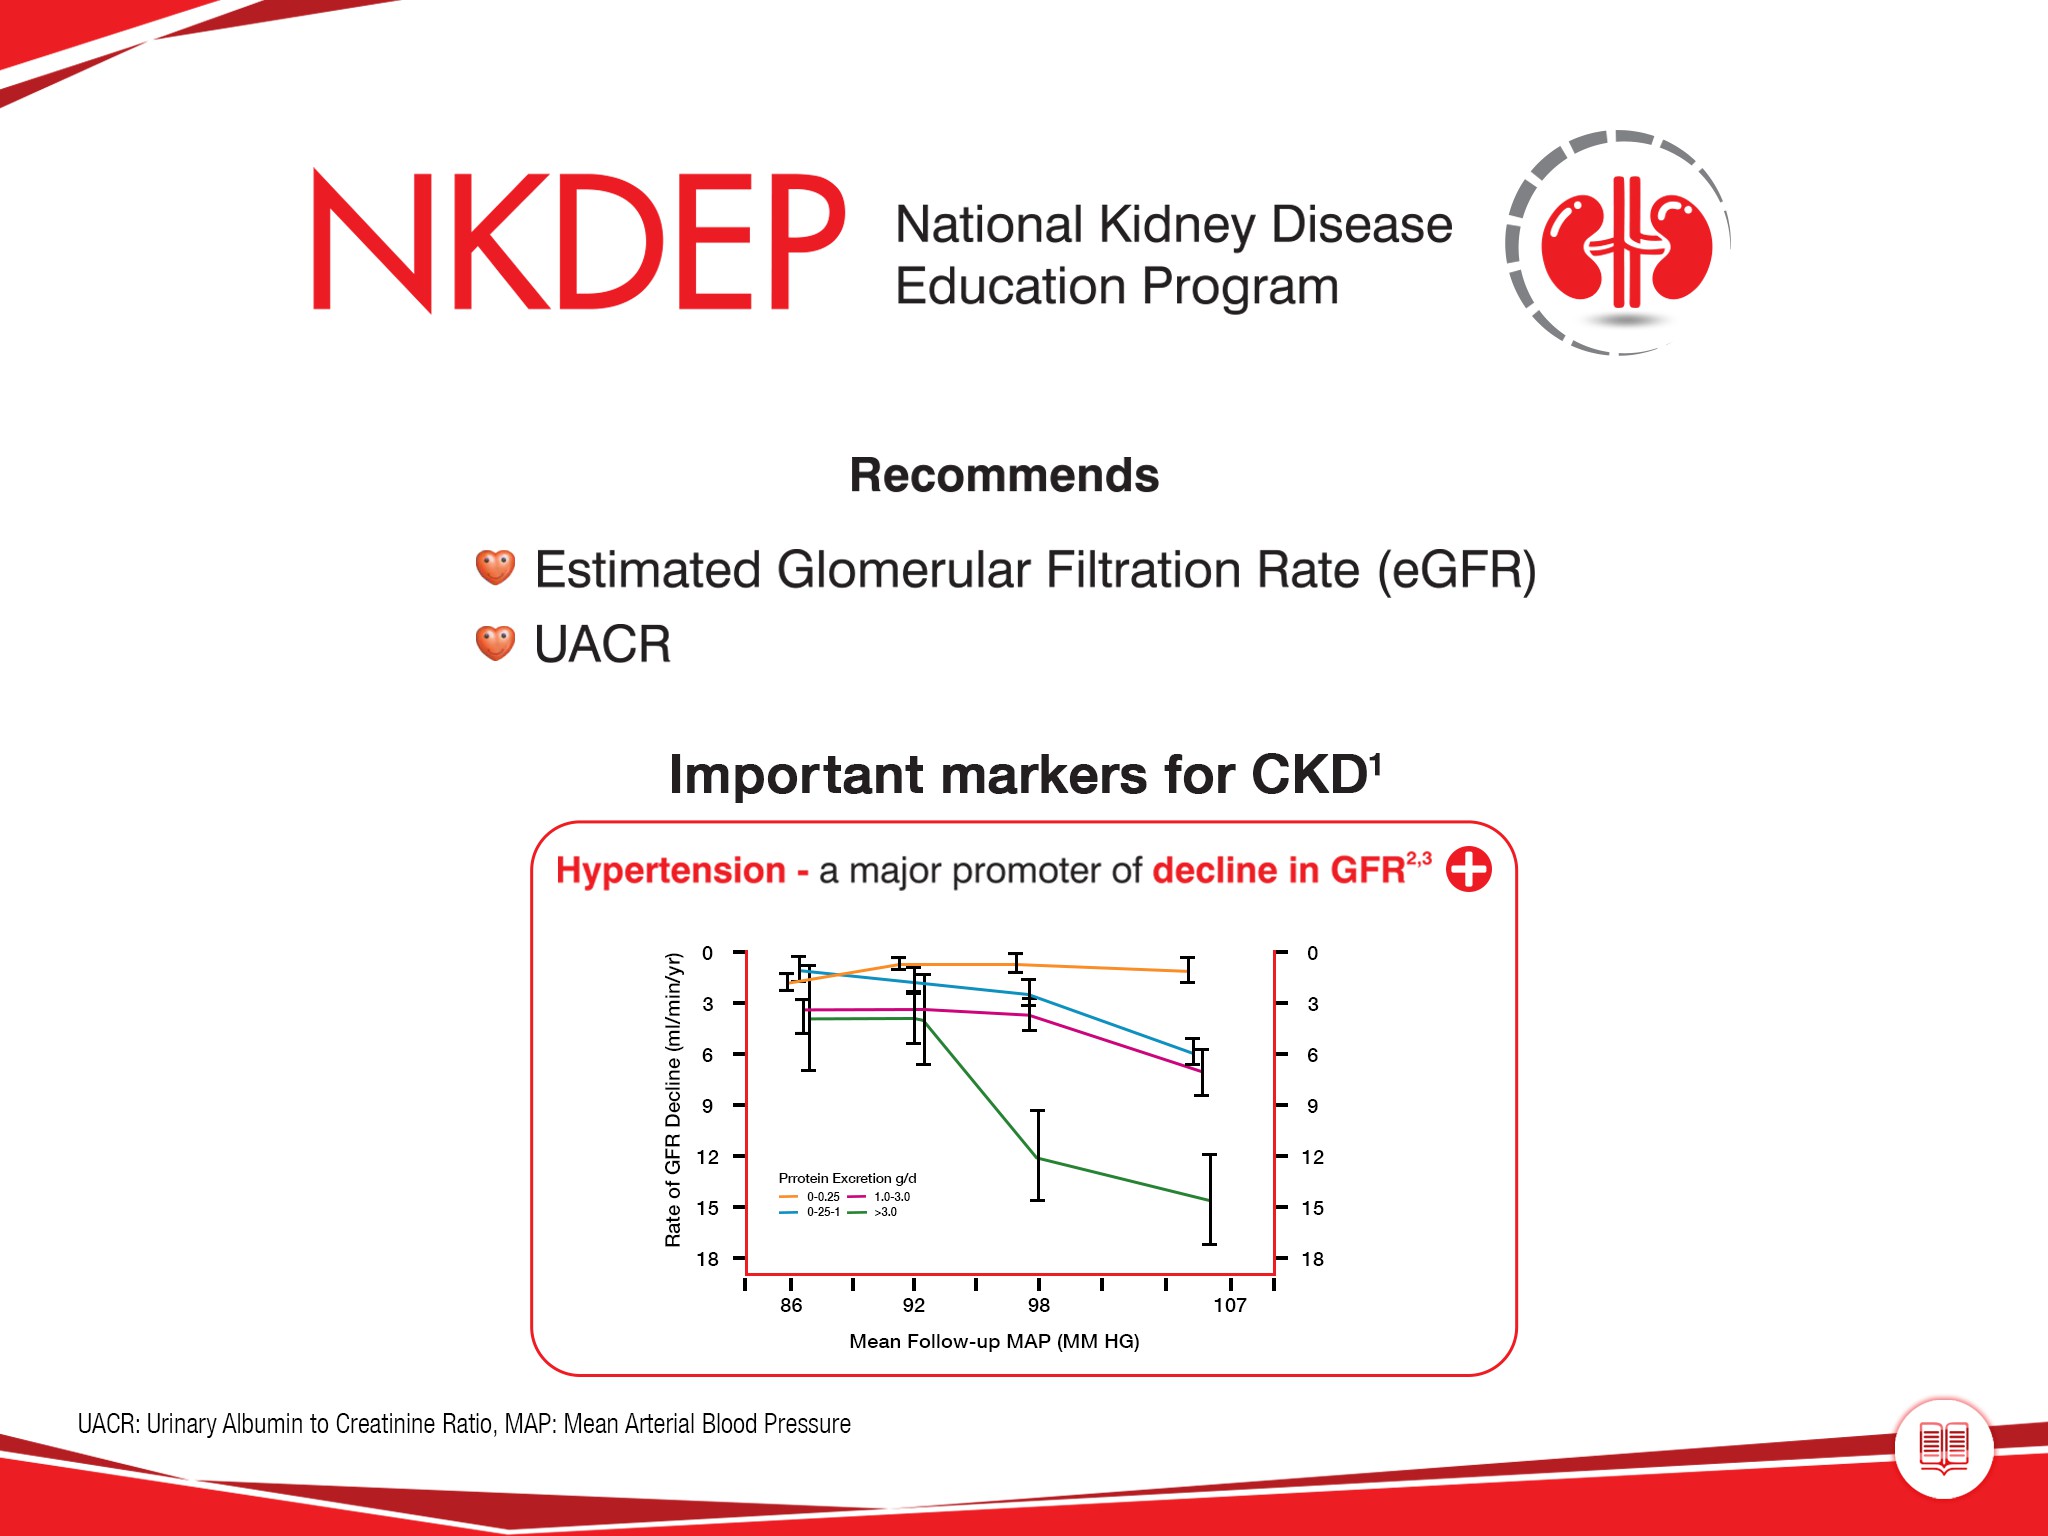 NKDEP
National Kidney Disease
Education Program
Recommends
Estimated Glomerular Filtration Rate (eGFR)
UACR
Important markers for CKD1
Hypertension - a major promoter of decline in GFR2,3
Rate of GFR Decline (ml/min/yr)
0 0
3 3
6 6
9 9
12 12
15 15
18 18
Prrotein Excretion g/d
0-0.25 1.0-3.0
0-25-1 >3.0
86 92 98 107
Mean Follow-up MAP (MM HG)
UACR: Urinary Albumin to Creatinine Ratio, MAP: Mean Arterial Blood Pressure